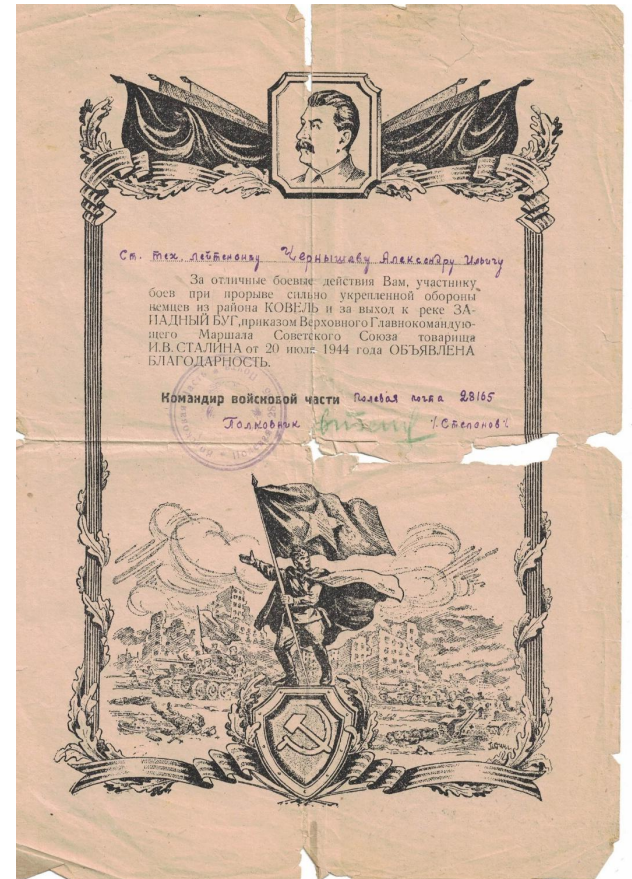 Ст. тех. лейтенанту Чернышаву Александру Ильичу
За отличные боевые действия Вам, участнику
боев при прорыве сильно укрепленной обороны
немцев из района КОВЕЛЬ и за выход к реке ЗА-
ПАДНЫЙ БУГ, приказом Верховного Главнокомандую-
щего Маршала Советского Союза товарища
И.В. СТАЛИНА от 20 июля 1944 года ОБЪЯВЛЕНА
БЛАГОДАРНОСТЬ.
Командир войсковой части Полевая почта 28165
Полковник /Степанов/